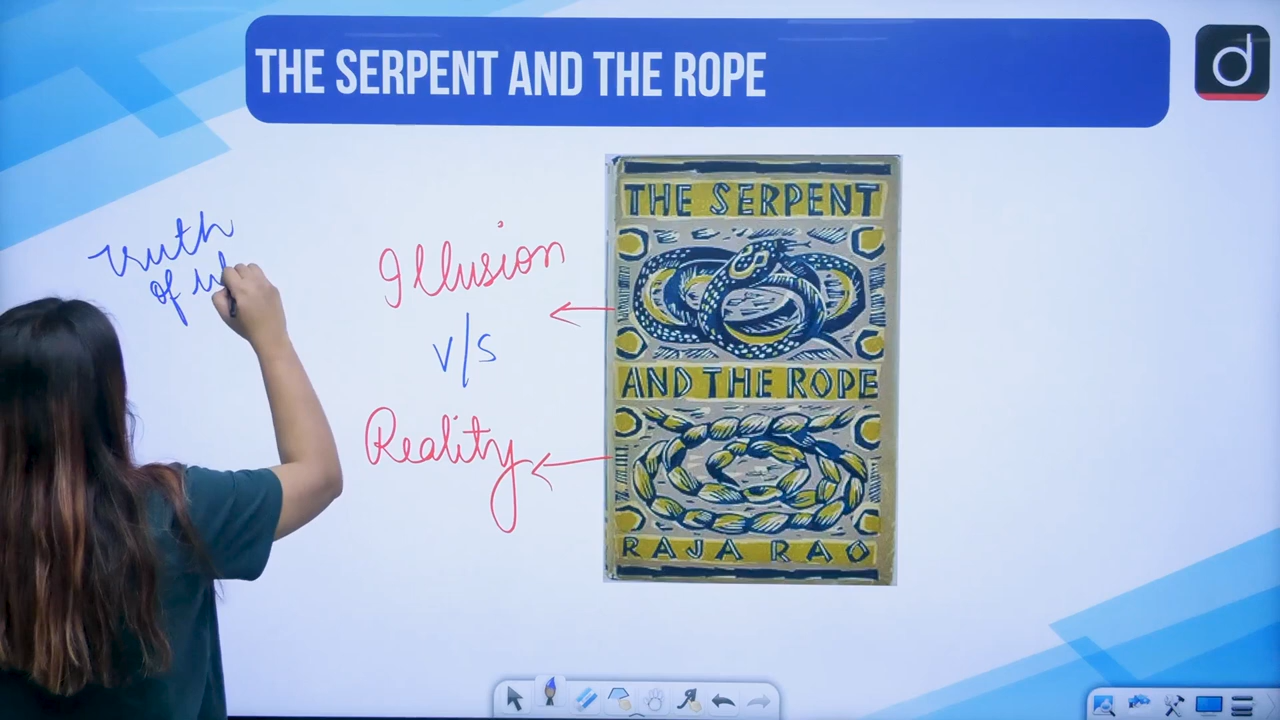 THE SERPENT AND THE ROPE
d
Truth
of
Illusion
v/s
Reality
THE SERPENT
AND THE ROPE
RAJA RAO